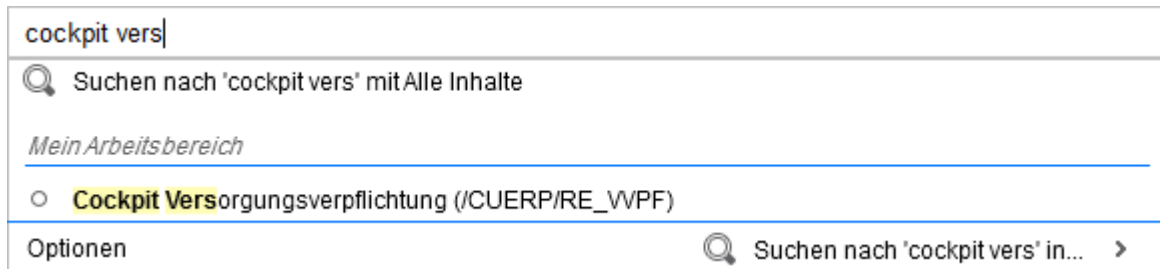 cockpit vers
Suchen nach 'cockpit vers' mit Alle Inhalte
Mein Arbeitsbereich
Cockpit Versorgungsverpflichtung (/CUERP/RE_VVPF)
Optionen
Suchen nach 'cockpit vers' in...